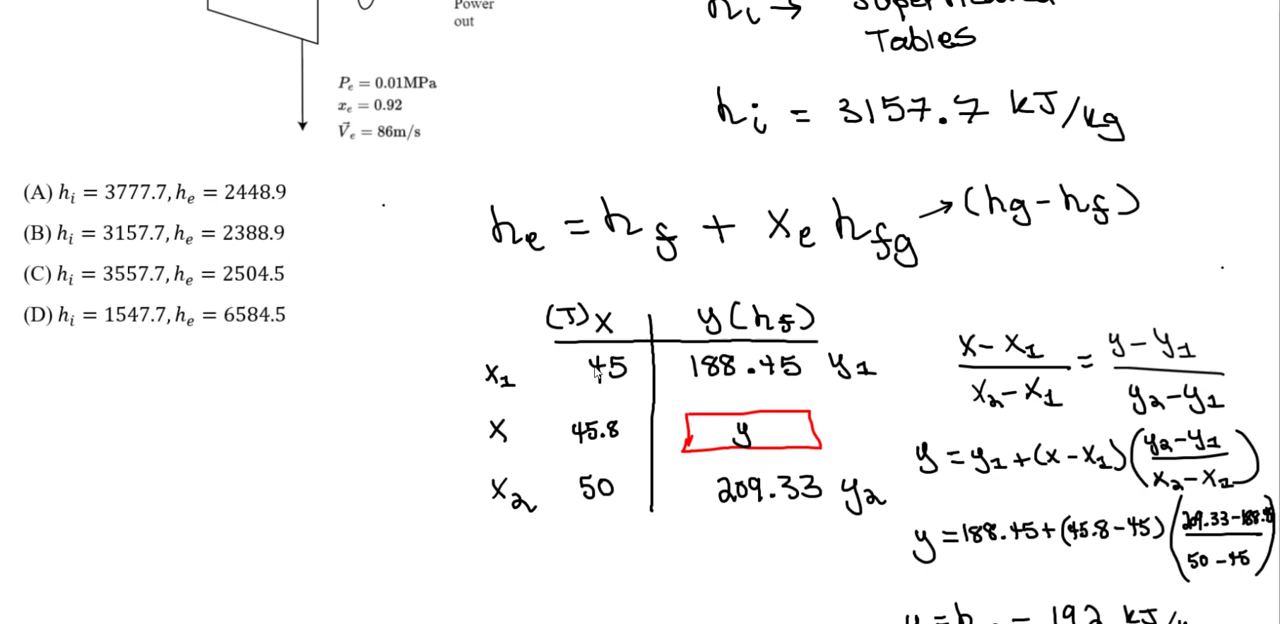 Power
out
Tables
P_e = 0.01MPa
x_e = 0.92
V⃗_e = 86m/s
h_i = 3157.7 kJ/kg
(A) h_i = 3777.7, h_e = 2448.9
(B) h_i = 3157.7, h_e = 2388.9
(C) h_i = 3557.7, h_e = 2504.5
(D) h_i = 1547.7, h_e = 6584.5
h_e = h_f + x_e h_fg → (hg - h_f)
(T) x | y (h_f)
x_1 45 | 188.45 y_1
x 45.8 | y
x_2 50 | 209.33 y_2
(x - x_1)/(x_2 - x_1) = (y - y_1)/(y_2 - y_1)
y = y_1 + (x - x_1) ((y_2 - y_1)/(x_2 - x_1))
y = 188.45 + (45.8 - 45) ((209.33 - 188.45)/(50 - 45))